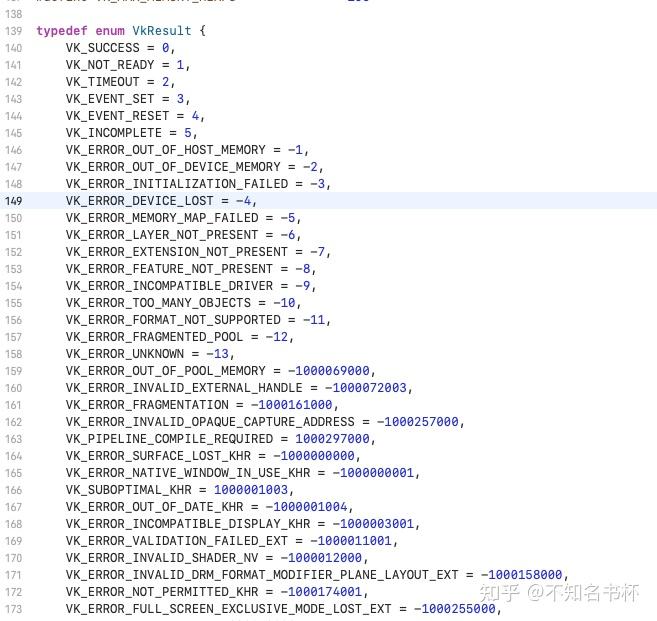 138
139 typedef enum VkResult {
140 VK_SUCCESS = 0,
141 VK_NOT_READY = 1,
142 VK_TIMEOUT = 2,
143 VK_EVENT_SET = 3,
144 VK_EVENT_RESET = 4,
145 VK_INCOMPLETE = 5,
146 VK_ERROR_OUT_OF_HOST_MEMORY = -1,
147 VK_ERROR_OUT_OF_DEVICE_MEMORY = -2,
148 VK_ERROR_INITIALIZATION_FAILED = -3,
149 VK_ERROR_DEVICE_LOST = -4,
150 VK_ERROR_MEMORY_MAP_FAILED = -5,
151 VK_ERROR_LAYER_NOT_PRESENT = -6,
152 VK_ERROR_EXTENSION_NOT_PRESENT = -7,
153 VK_ERROR_FEATURE_NOT_PRESENT = -8,
154 VK_ERROR_INCOMPATIBLE_DRIVER = -9,
155 VK_ERROR_TOO_MANY_OBJECTS = -10,
156 VK_ERROR_FORMAT_NOT_SUPPORTED = -11,
157 VK_ERROR_FRAGMENTED_POOL = -12,
158 VK_ERROR_UNKNOWN = -13,
159 VK_ERROR_OUT_OF_POOL_MEMORY = -1000069000,
160 VK_ERROR_INVALID_EXTERNAL_HANDLE = -1000072003,
161 VK_ERROR_FRAGMENTATION = -1000161000,
162 VK_ERROR_INVALID_OPAQUE_CAPTURE_ADDRESS = -1000257000,
163 VK_PIPELINE_COMPILE_REQUIRED = 1000297000,
164 VK_ERROR_SURFACE_LOST_KHR = -1000000000,
165 VK_ERROR_NATIVE_WINDOW_IN_USE_KHR = -1000000001,
166 VK_SUBOPTIMAL_KHR = 1000001003,
167 VK_ERROR_OUT_OF_DATE_KHR = -1000001004,
168 VK_ERROR_INCOMPATIBLE_DISPLAY_KHR = -1000003001,
169 VK_ERROR_VALIDATION_FAILED_EXT = -1000011001,
170 VK_ERROR_INVALID_SHADER_NV = -1000012000,
171 VK_ERROR_INVALID_DRM_FORMAT_MODIFIER_PLANE_LAYOUT_EXT = -1000158000,
172 VK_ERROR_NOT_PERMITTED_KHR = -1000174001,
173 VK_ERROR_FULL_SCREEN_EXCLUSIVE_MODE_LOST_EXT = -1000255000,
知乎 @不知名书杯